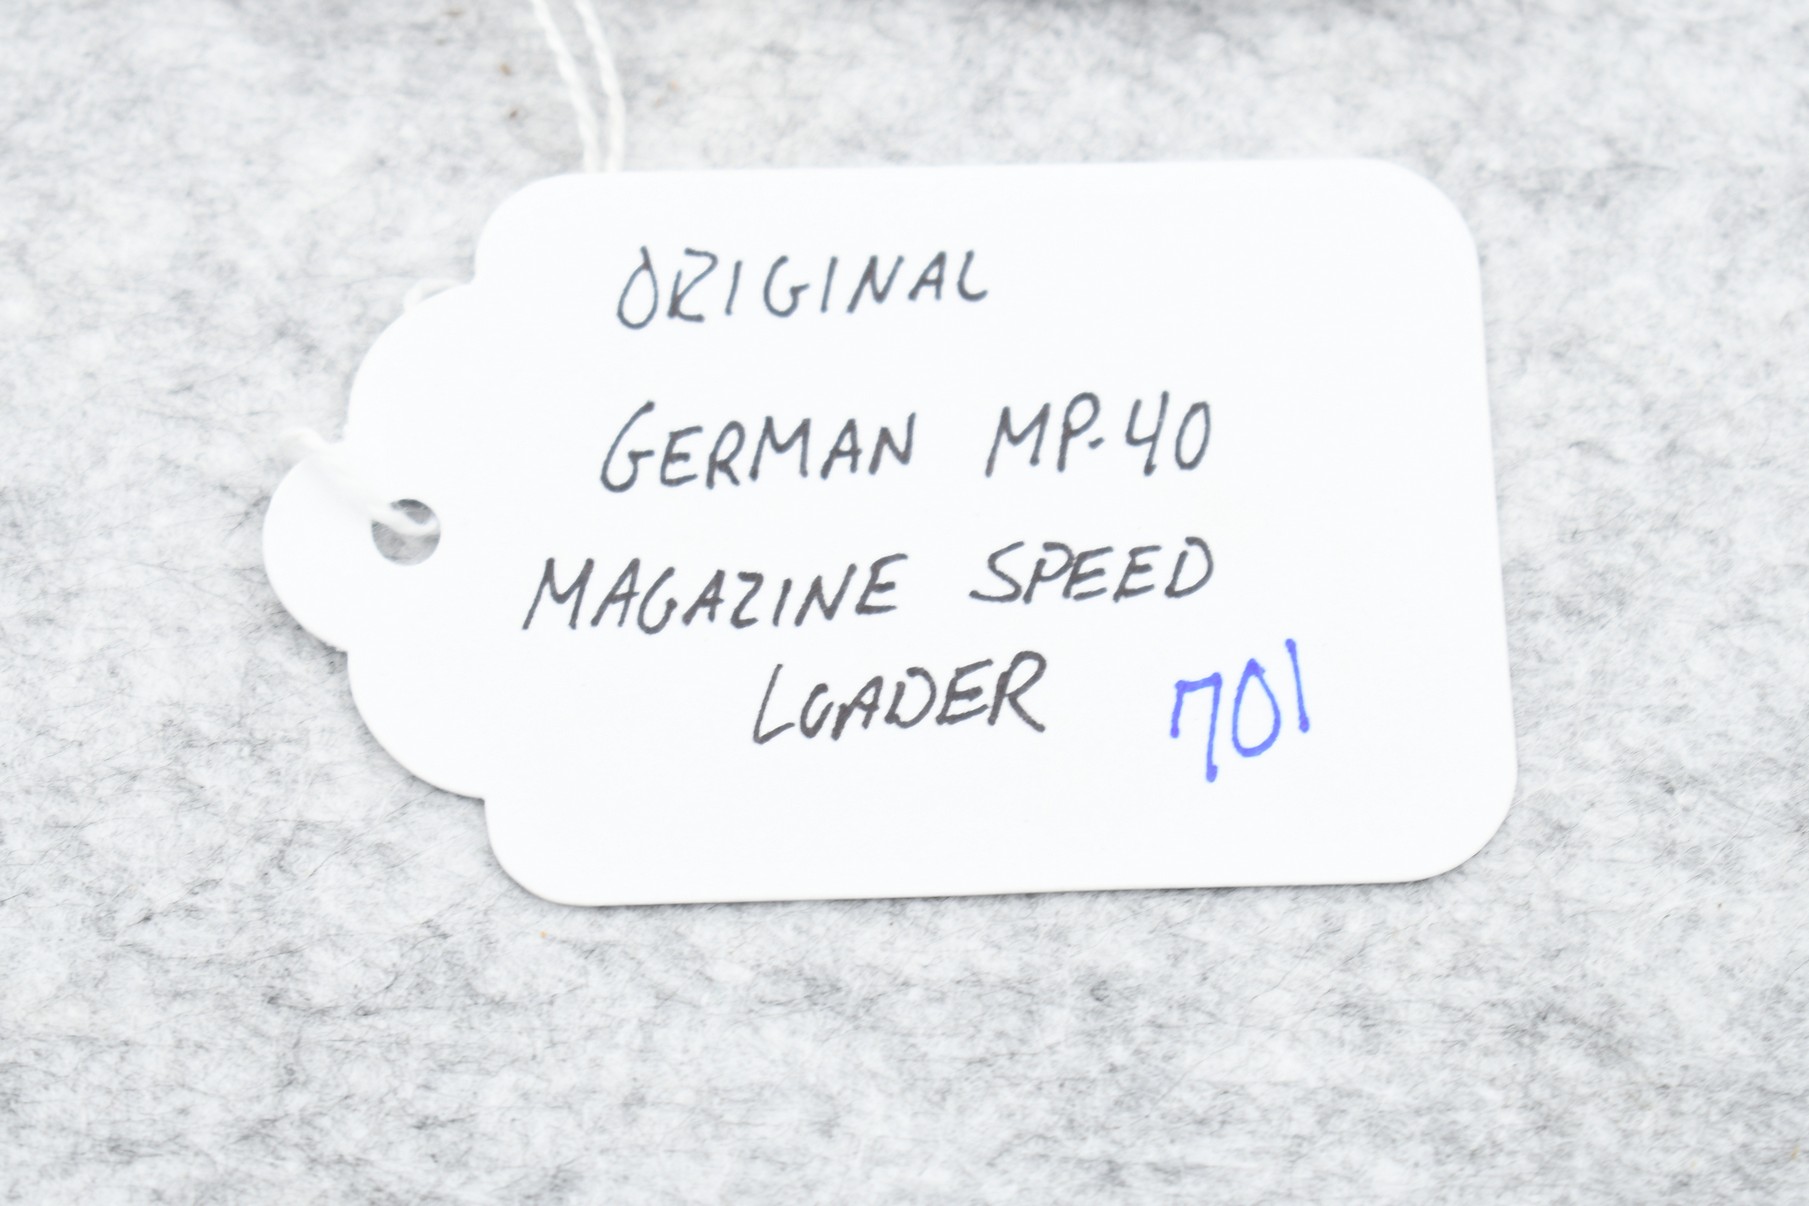 ORIGINAL
GERMAN MP-40
MAGAZINE SPEED
LOADER 701